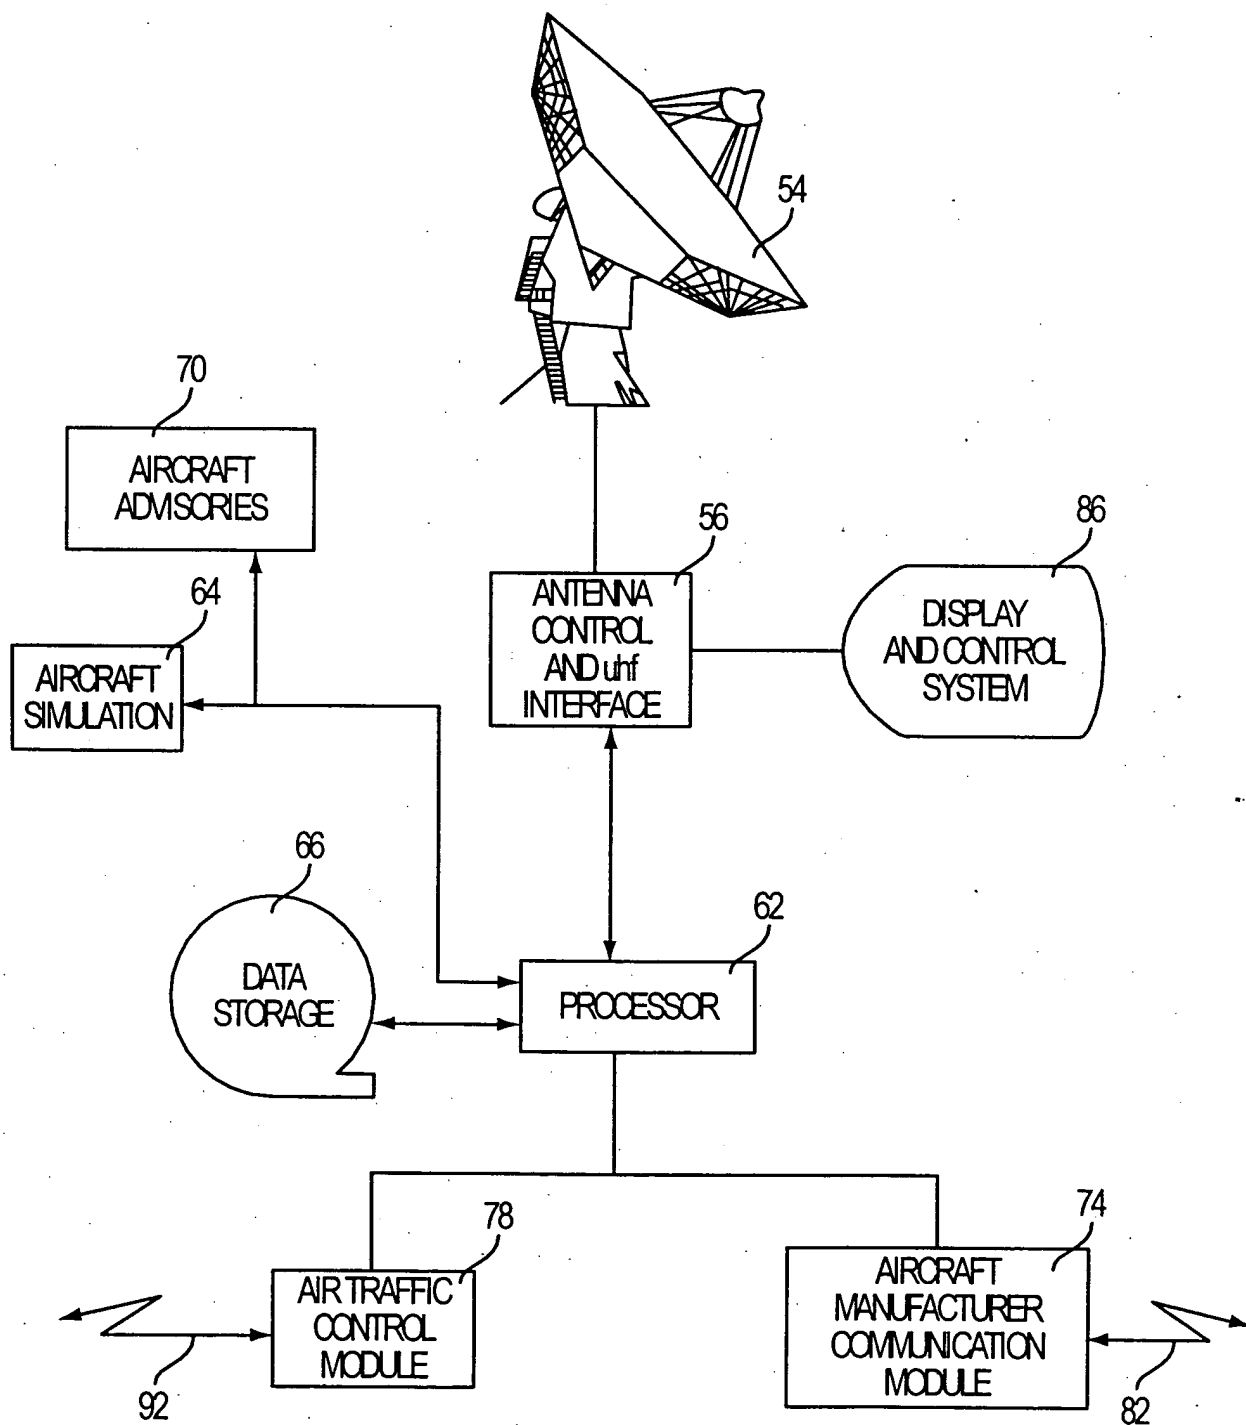 54
70
AIRCRAFT
ADVISORIES
56
86
64
ANTENNA
CONTROL
AND uhf
INTERFACE
DISPLAY
AND CONTROL
SYSTEM
AIRCRAFT
SIMULATION
66
62
DATA
STORAGE
PROCESSOR
78
74
AIR TRAFFIC
CONTROL
MODULE
AIRCRAFT
MANUFACTURER
COMMUNICATION
MODULE
92
82